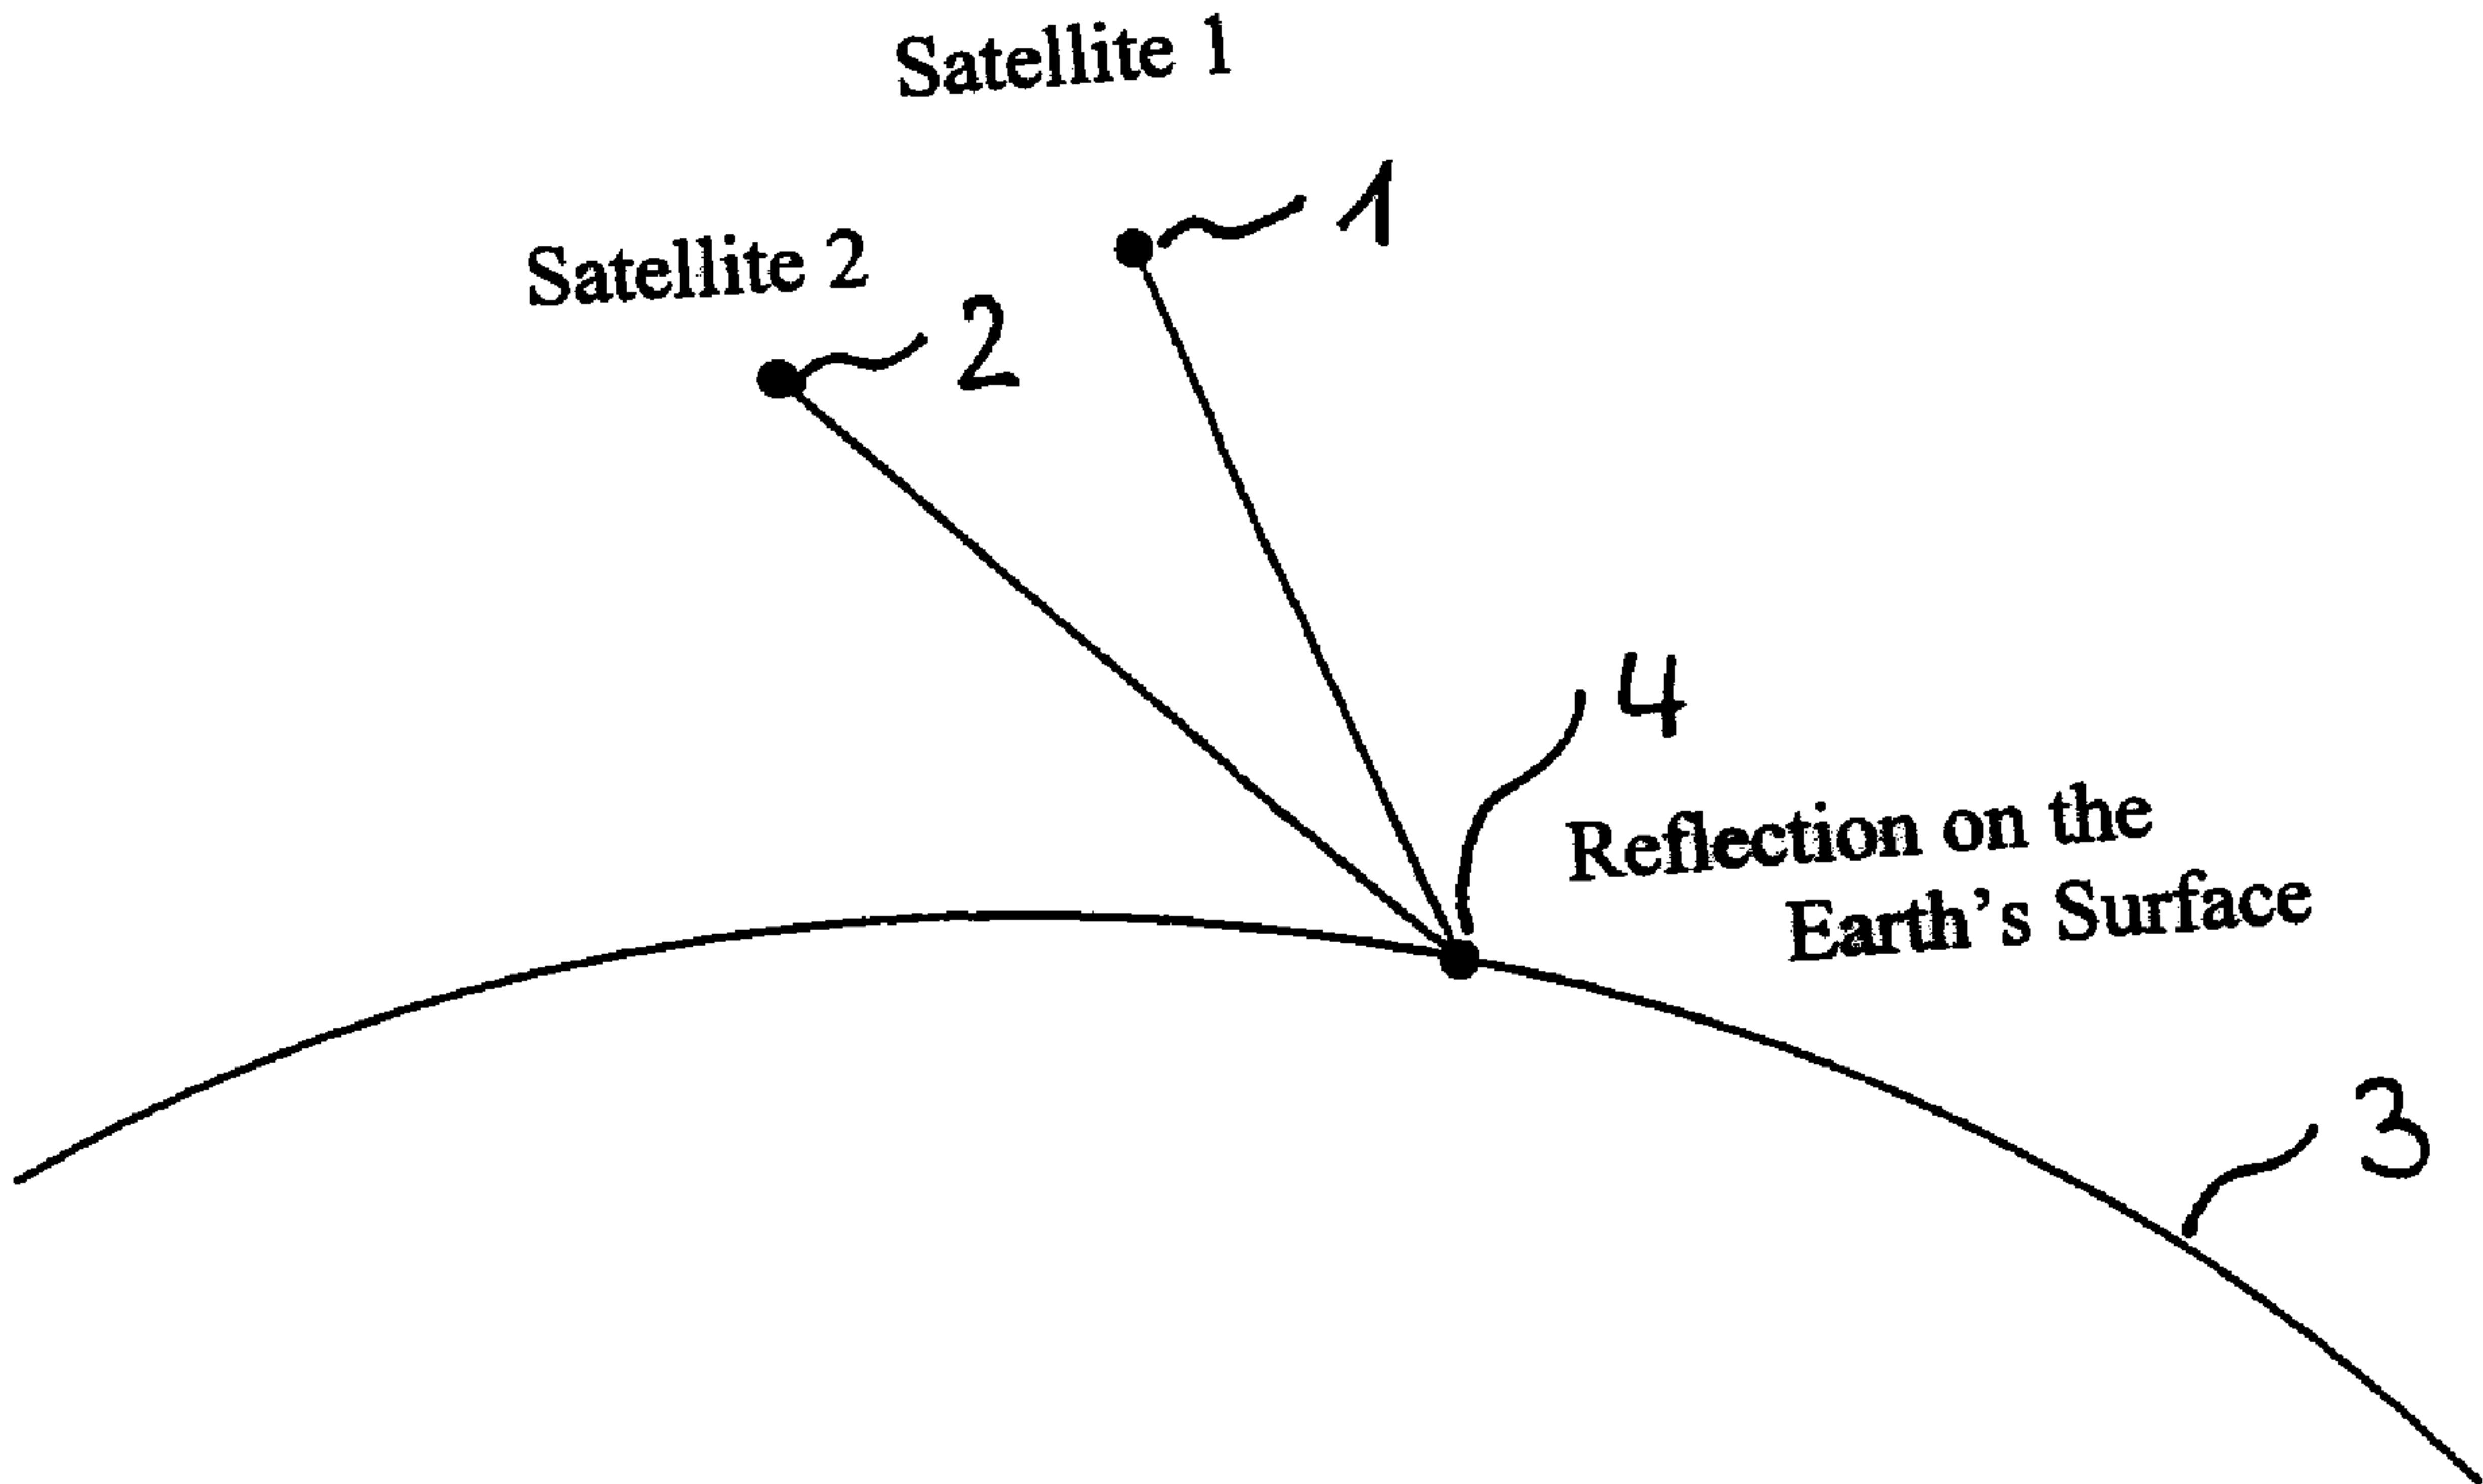 Satellite 1
1
Satellite 2
2
4
Reflection on the
Earth's Surface
3